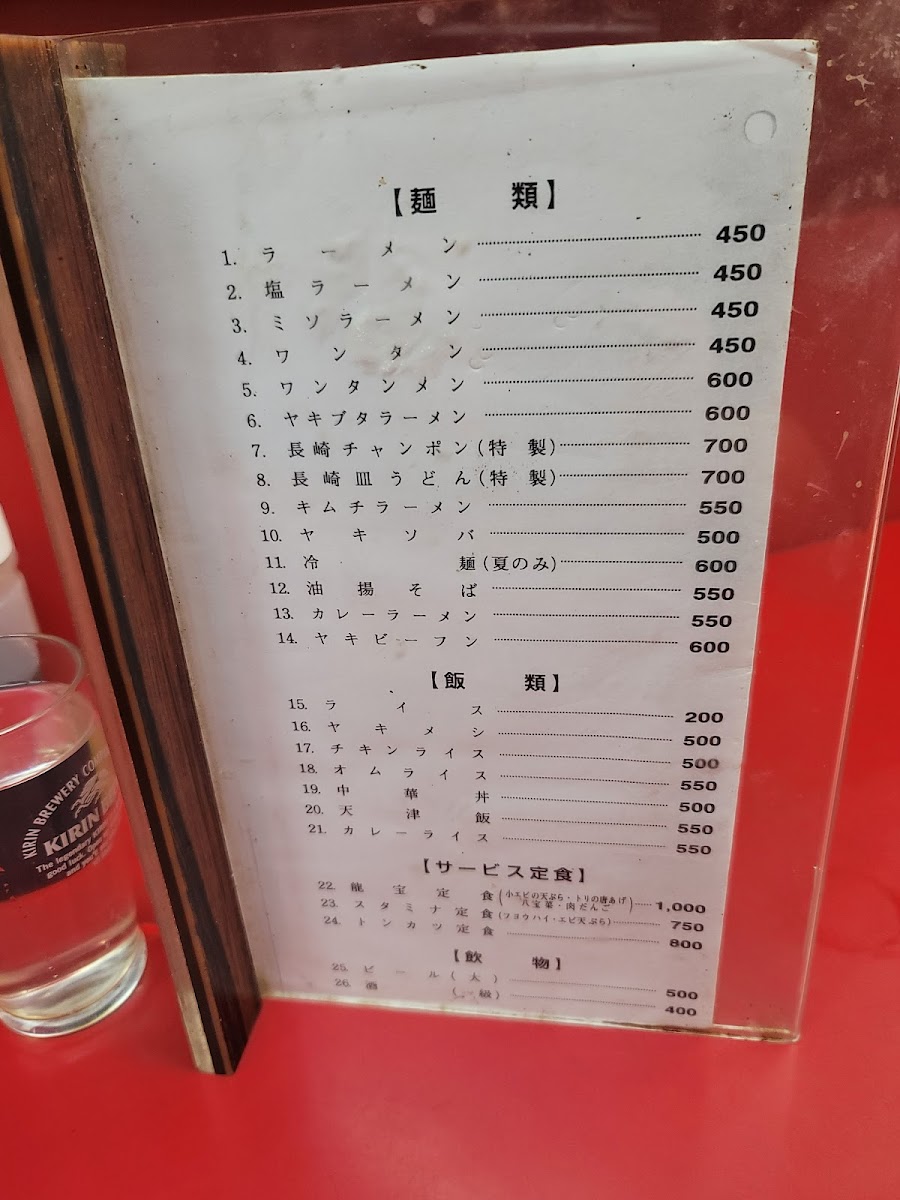 【麺 類】
1. ラーメン 450
2. 塩ラーメン 450
3. ミソラーメン 450
4. ワンタン 450
5. ワンタンメン 600
6. ヤキブタラーメン 600
7. 長崎チャンポン(特 製) 700
8. 長崎皿うどん(特 製) 700
9. キムチラーメン 550
10. ヤキソバ 500
11. 冷麺(夏のみ) 600
12. 油揚そば 550
13. カレーラーメン 550
14. ヤキビーフン 600
【飯 類】
15. ライス 200
16. ヤキメシ 500
17. チキンライス 500
18. オムライス 550
19. 中華丼 500
20. 天津飯 550
21. カレーライス 550
【サービス定食】
22.龍宝定食(小エビの天ぷら・トリの唐あげ 八宝菜・肉だんご) 1,000
23. スタミナ定食(フヨウハイ・エビ天ぷら) 750
24. トンカツ定食 800
【飲 物】
25. ビール(大) 500
26. 酒(一級) 400
KIRIN BREWERY CO
KIRIN
The legendary
good luck.
and you'